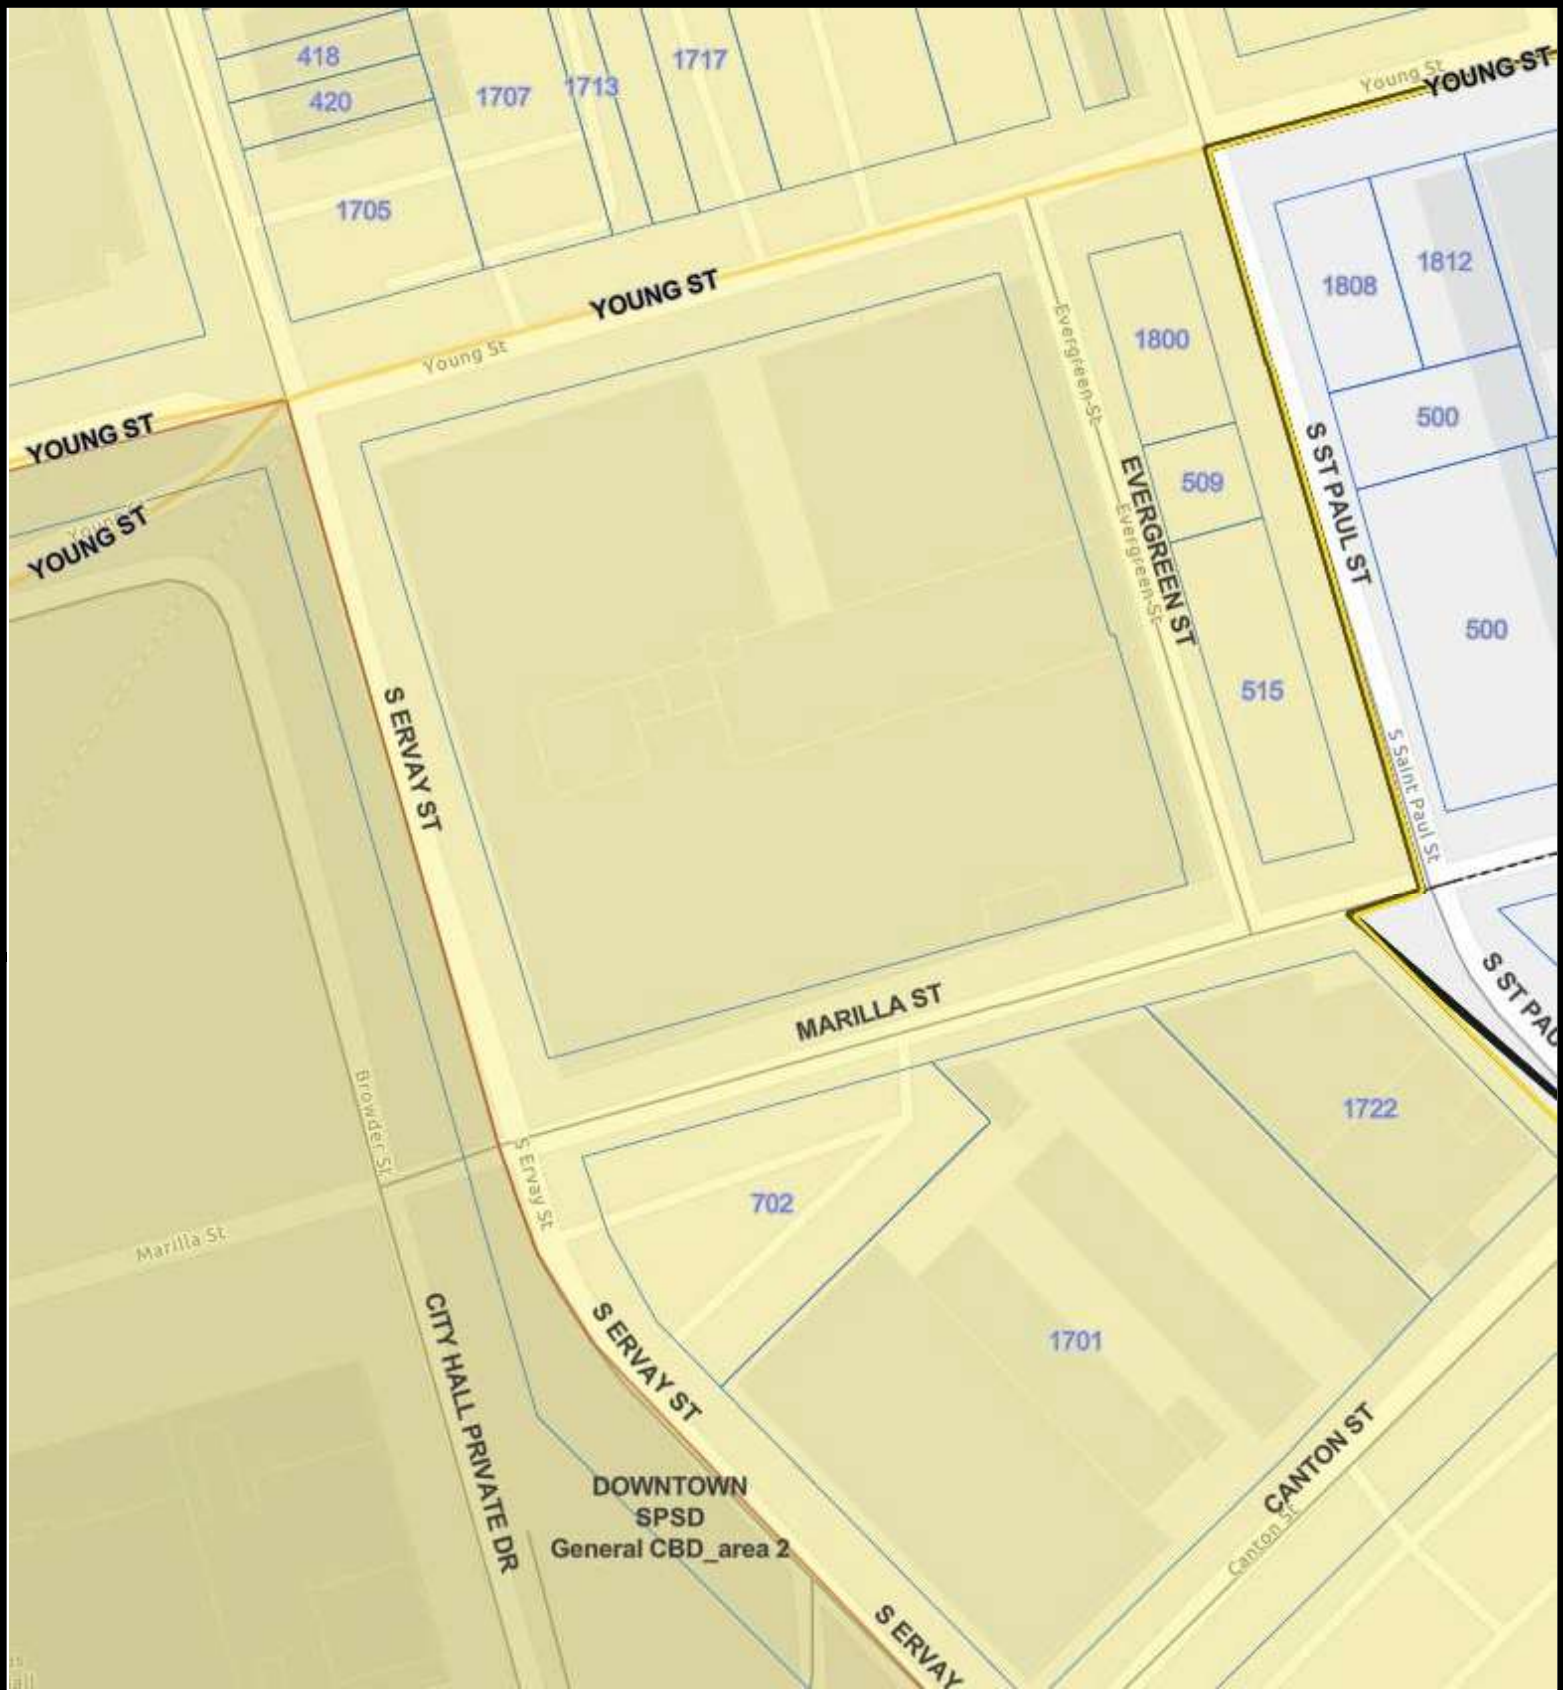 418
420
1707
1713
1717
Young St
YOUNG ST
1705
YOUNG ST
Young St
YOUNG ST
YOUNG ST
Evergreen St
1800
1808
1812
500
S ST PAUL ST
509
EVERGREEN ST
Evergreen St
500
515
S ERVAY ST
S Saint Paul St
S ST PAU
MARILLA ST
Browder St
1722
S Ervay St
702
Marilla St
CITY HALL PRIVATE DR
S ERVAY ST
1701
CANTON ST
Canton St
DOWNTOWN
SPSD
General CBD_area 2
S ERVAY